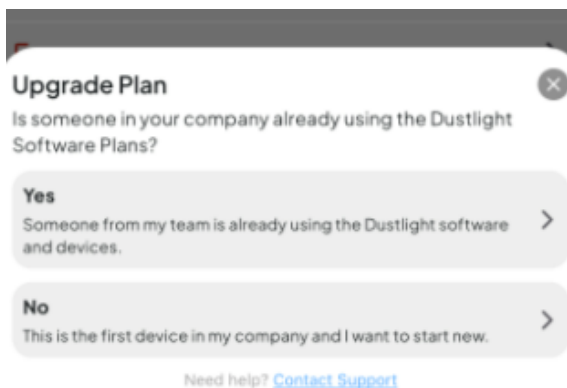 Upgrade Plan
Is someone in your company already using the Dustlight
Software Plans?
Yes
Someone from my team is already using the Dustlight software
and devices.
No
This is the first device in my company and I want to start new.
Need help? Contact Support